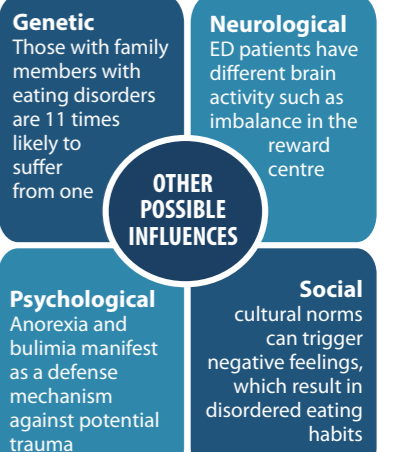 Genetic
Those with family
members with
eating disorders
are 11 times
likely to
suffer
from one
Neurological
ED patients have
different brain
activity such as
imbalance in the
reward
centre
OTHER
POSSIBLE
INFLUENCES
Psychological
Anorexia and
bulimia manifest
as a defense
mechanism
against potential
trauma
Social
cultural norms
can trigger
negative feelings,
which result in
disordered eating
habits